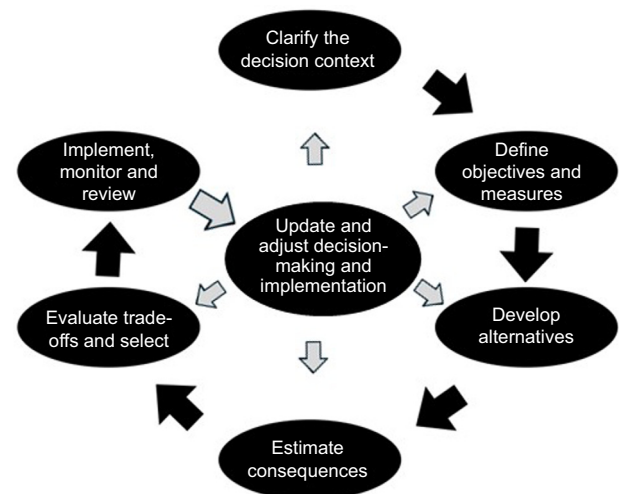 Clarify the
decision context
Define
objectives and
measures
Develop
alternatives
Estimate
consequences
Evaluate trade-
offs and select
Implement,
monitor and
review
Update and
adjust decision-
making and
implementation